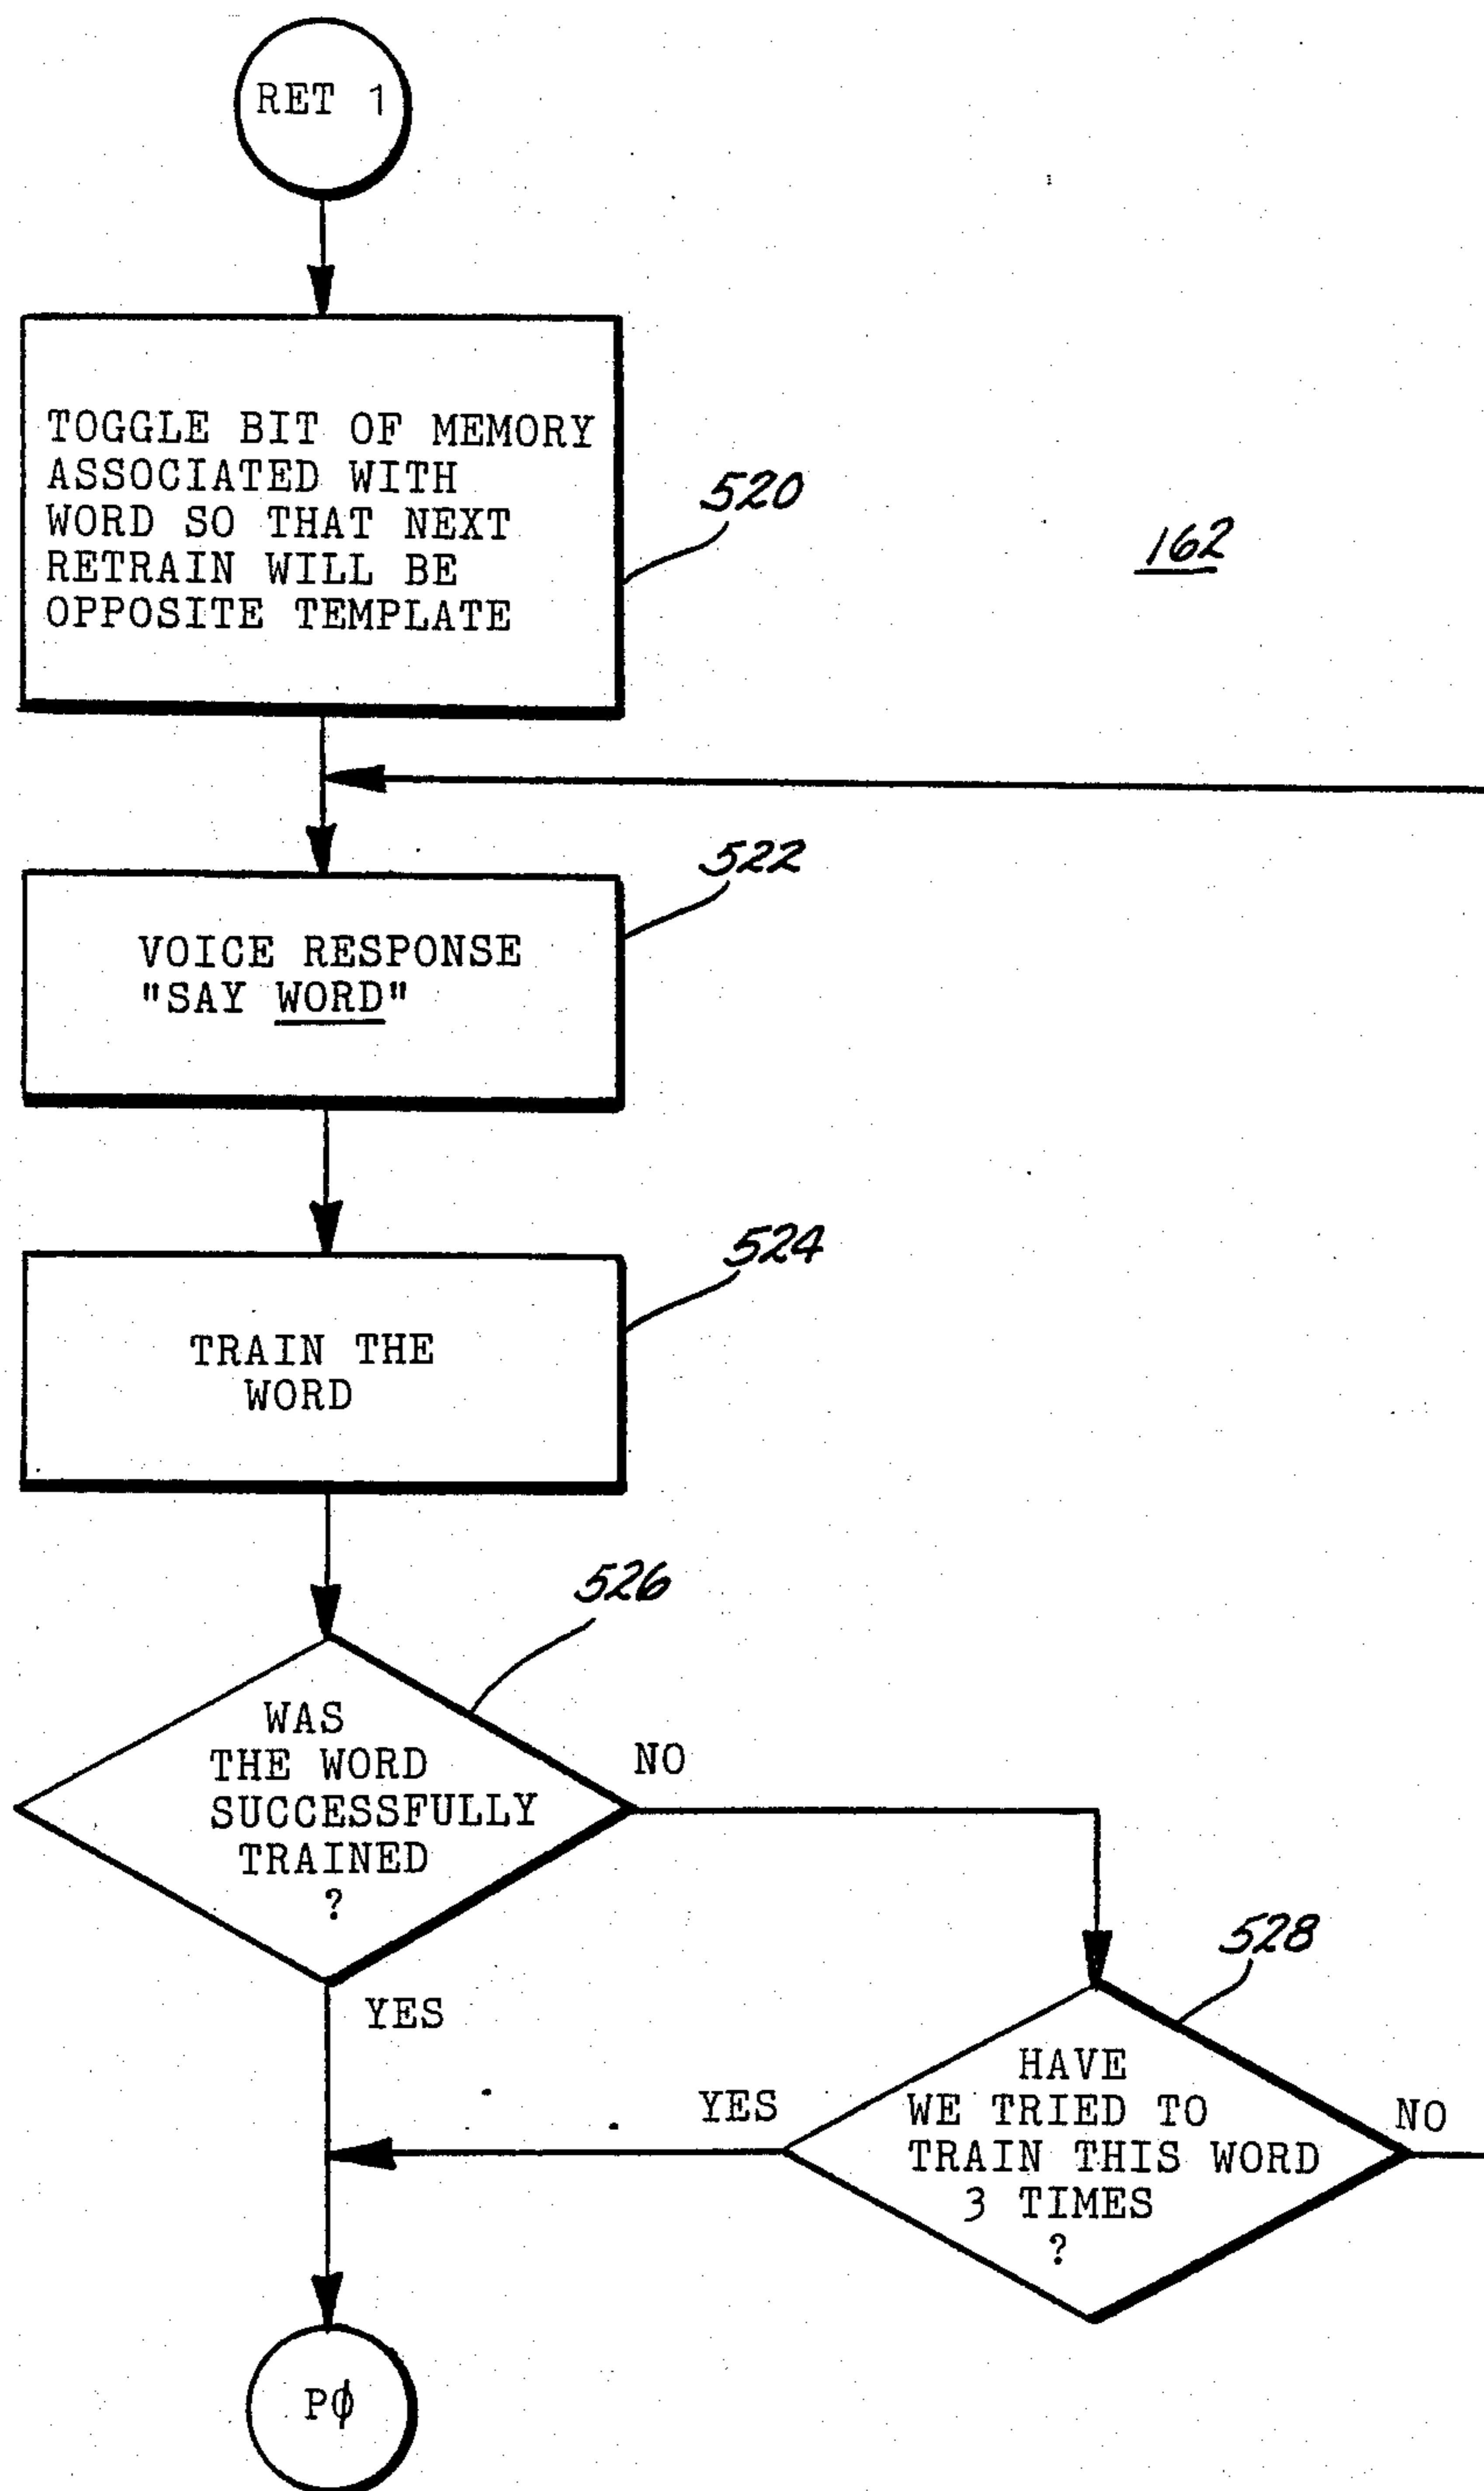 RET 1
TOGGLE BIT OF MEMORY
ASSOCIATED WITH
WORD SO THAT NEXT
RETRAIN WILL BE
OPPOSITE TEMPLATE
520
162
522
VOICE RESPONSE
"SAY WORD"
524
TRAIN THE
WORD
526
WAS
THE WORD
SUCCESSFULLY
TRAINED
?
NO
YES
528
HAVE
WE TRIED TO
TRAIN THIS WORD
3 TIMES
?
YES
NO
Pϕ